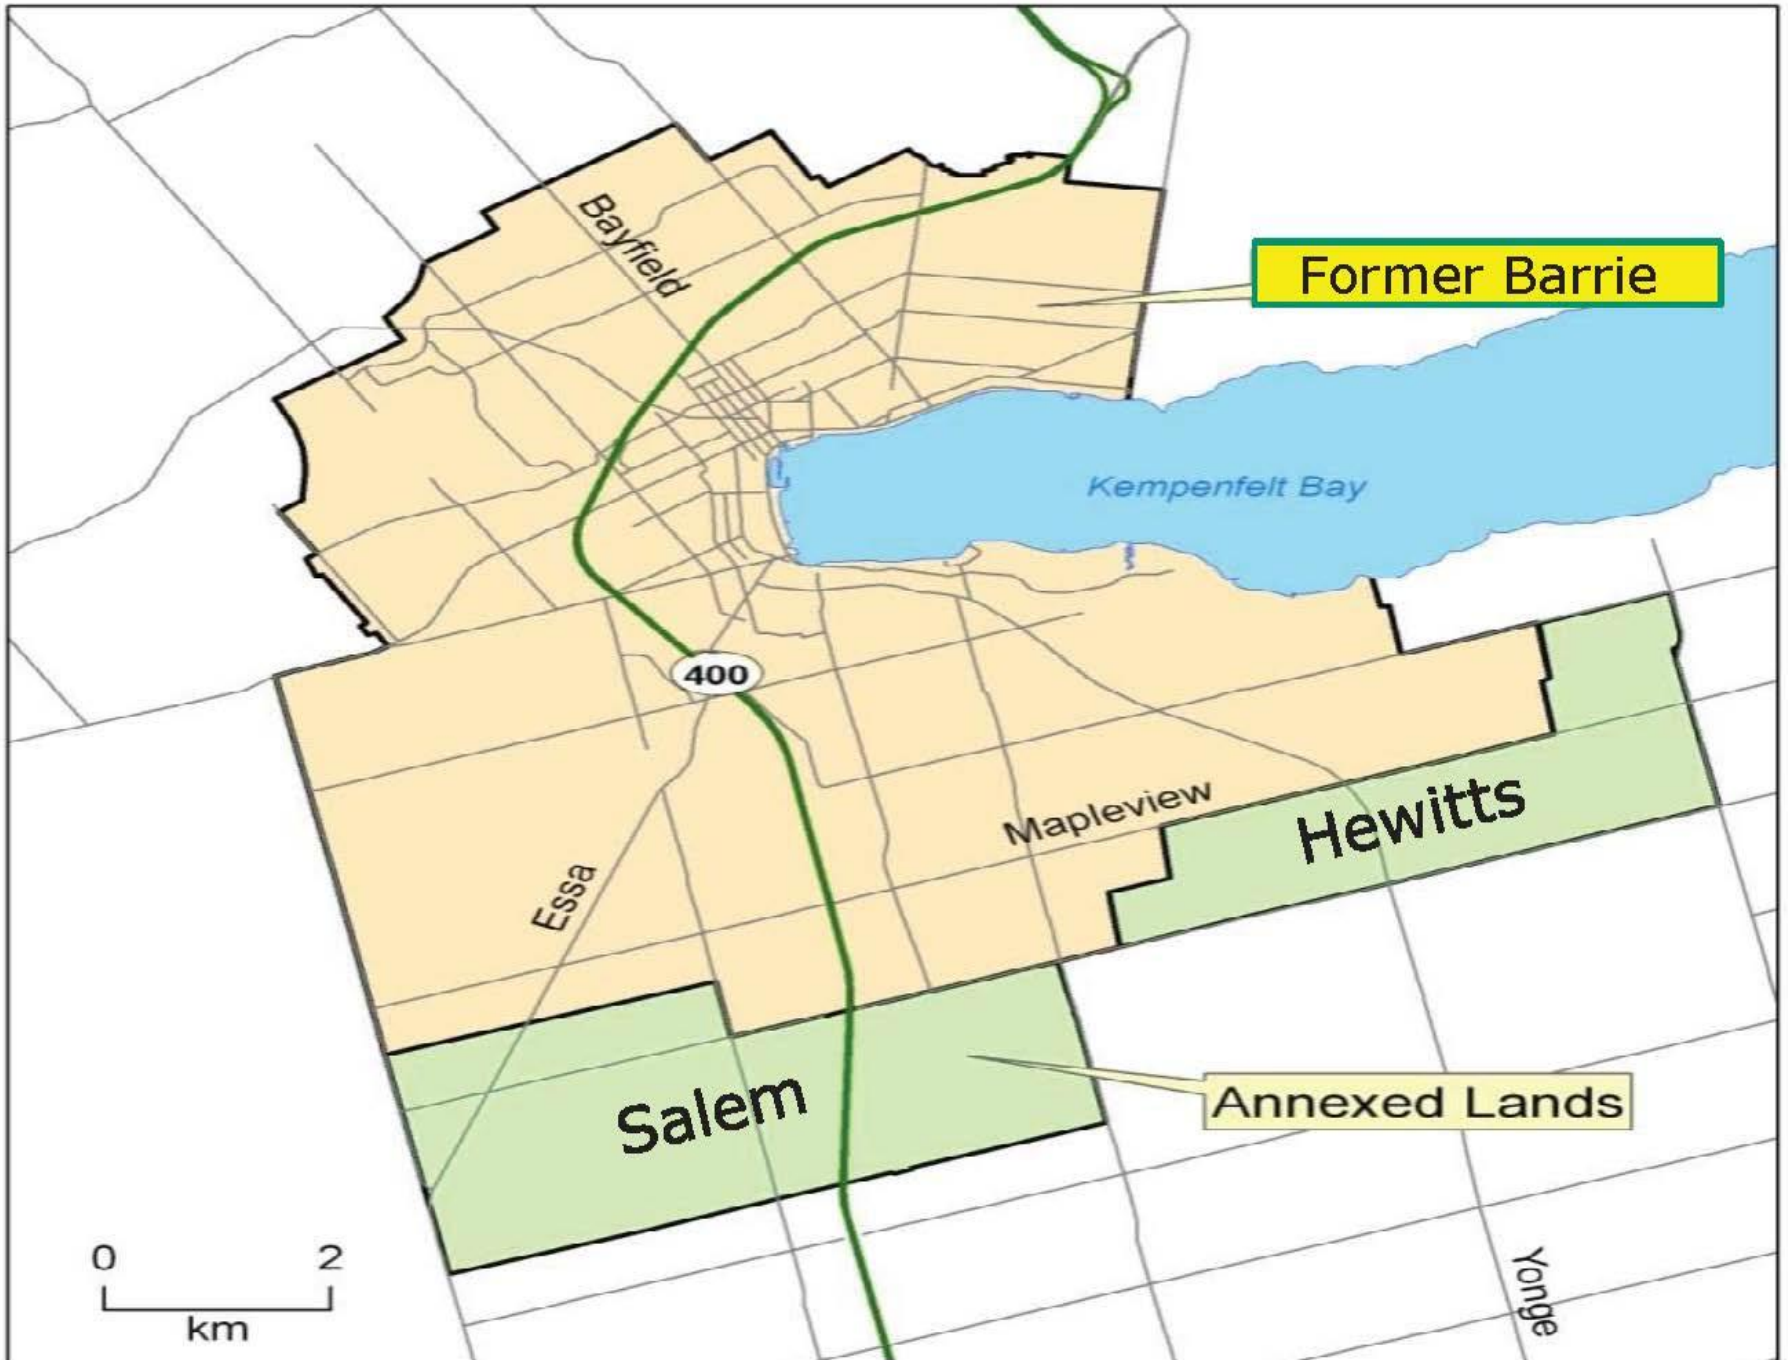 Bayfield
Former Barrie
Kempenfelt Bay
400
Mapleview
Hewitts
Essa
Salem
Annexed Lands
0 2
km
Yonge